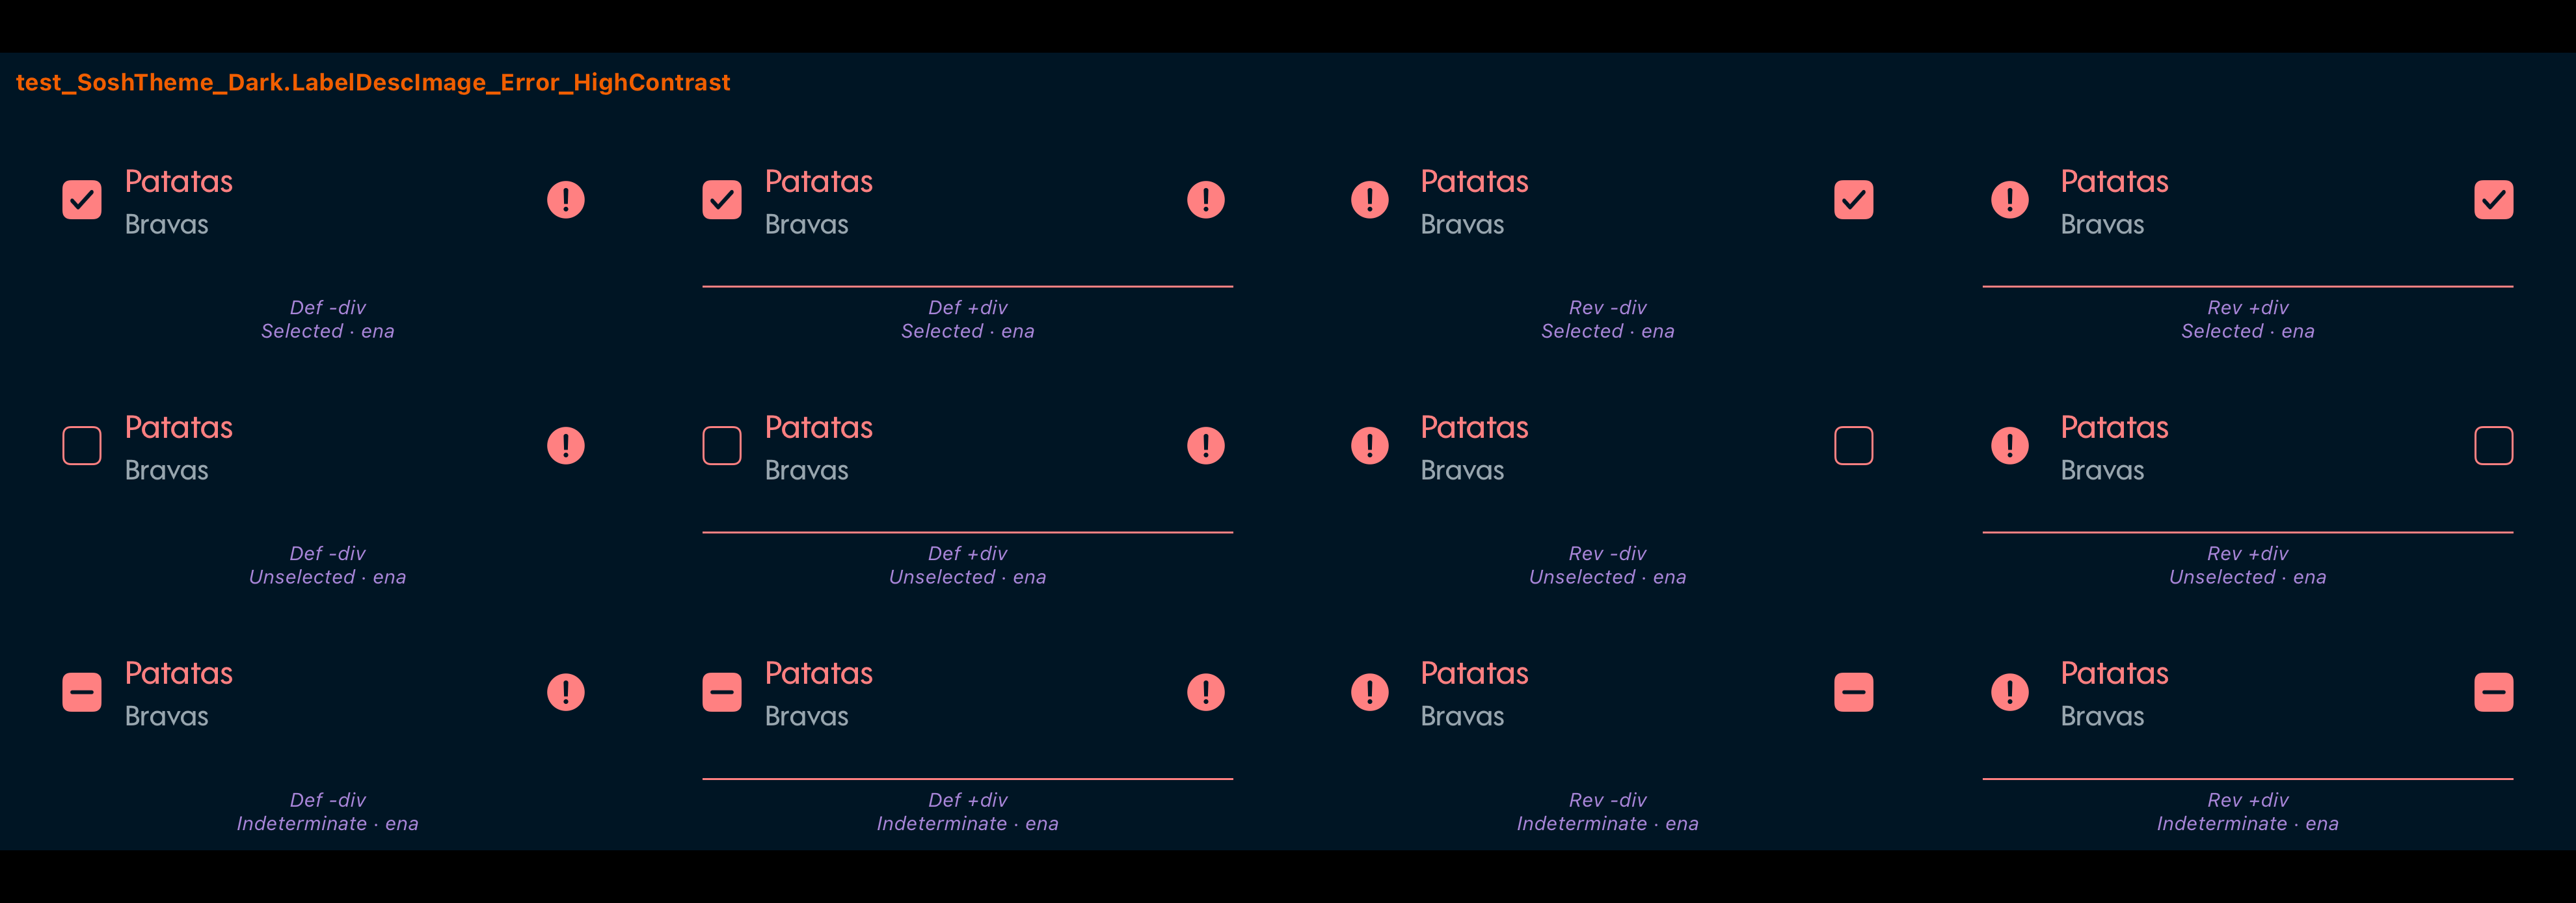 test_SoshTheme_Dark.LabelDescImage_Error_HighContrast
Patatas
Bravas
Def -div
Selected · ena
Patatas
Bravas
Def +div
Selected · ena
Patatas
Bravas
Rev -div
Selected · ena
Patatas
Bravas
Rev +div
Selected · ena
Patatas
Bravas
Def -div
Unselected · ena
Patatas
Bravas
Def +div
Unselected · ena
Patatas
Bravas
Rev -div
Unselected · ena
Patatas
Bravas
Rev +div
Unselected · ena
Patatas
Bravas
Def -div
Indeterminate · ena
Patatas
Bravas
Def +div
Indeterminate · ena
Patatas
Bravas
Rev -div
Indeterminate · ena
Patatas
Bravas
Rev +div
Indeterminate · ena